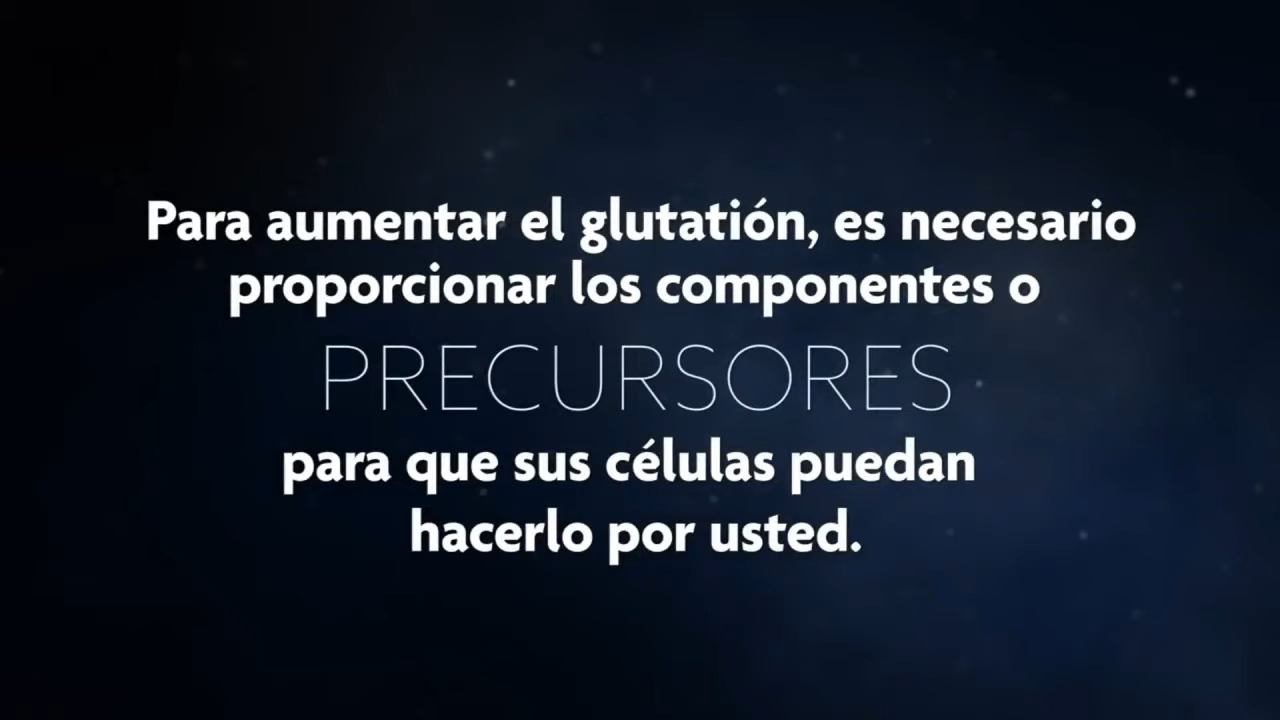 Para aumentar el glutatión, es necesario
proporcionar los componentes o
PRECURSORES
para que sus células puedan
hacerlo por usted.